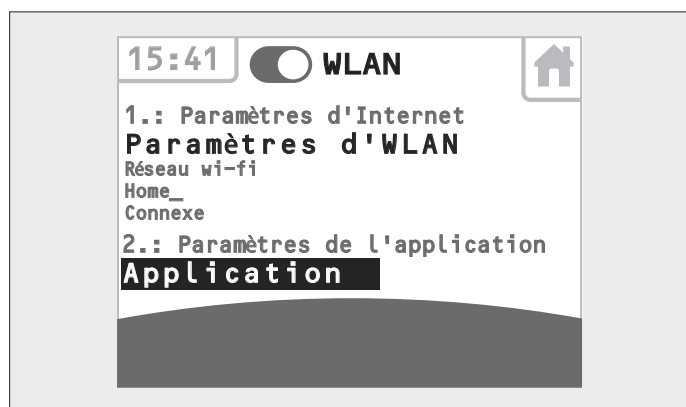 15:41 WLAN
1.: Paramètres d'Internet
Paramètres d'WLAN
Réseau wi-fi
Home_
Connexe
2.: Paramètres de l'application
Application